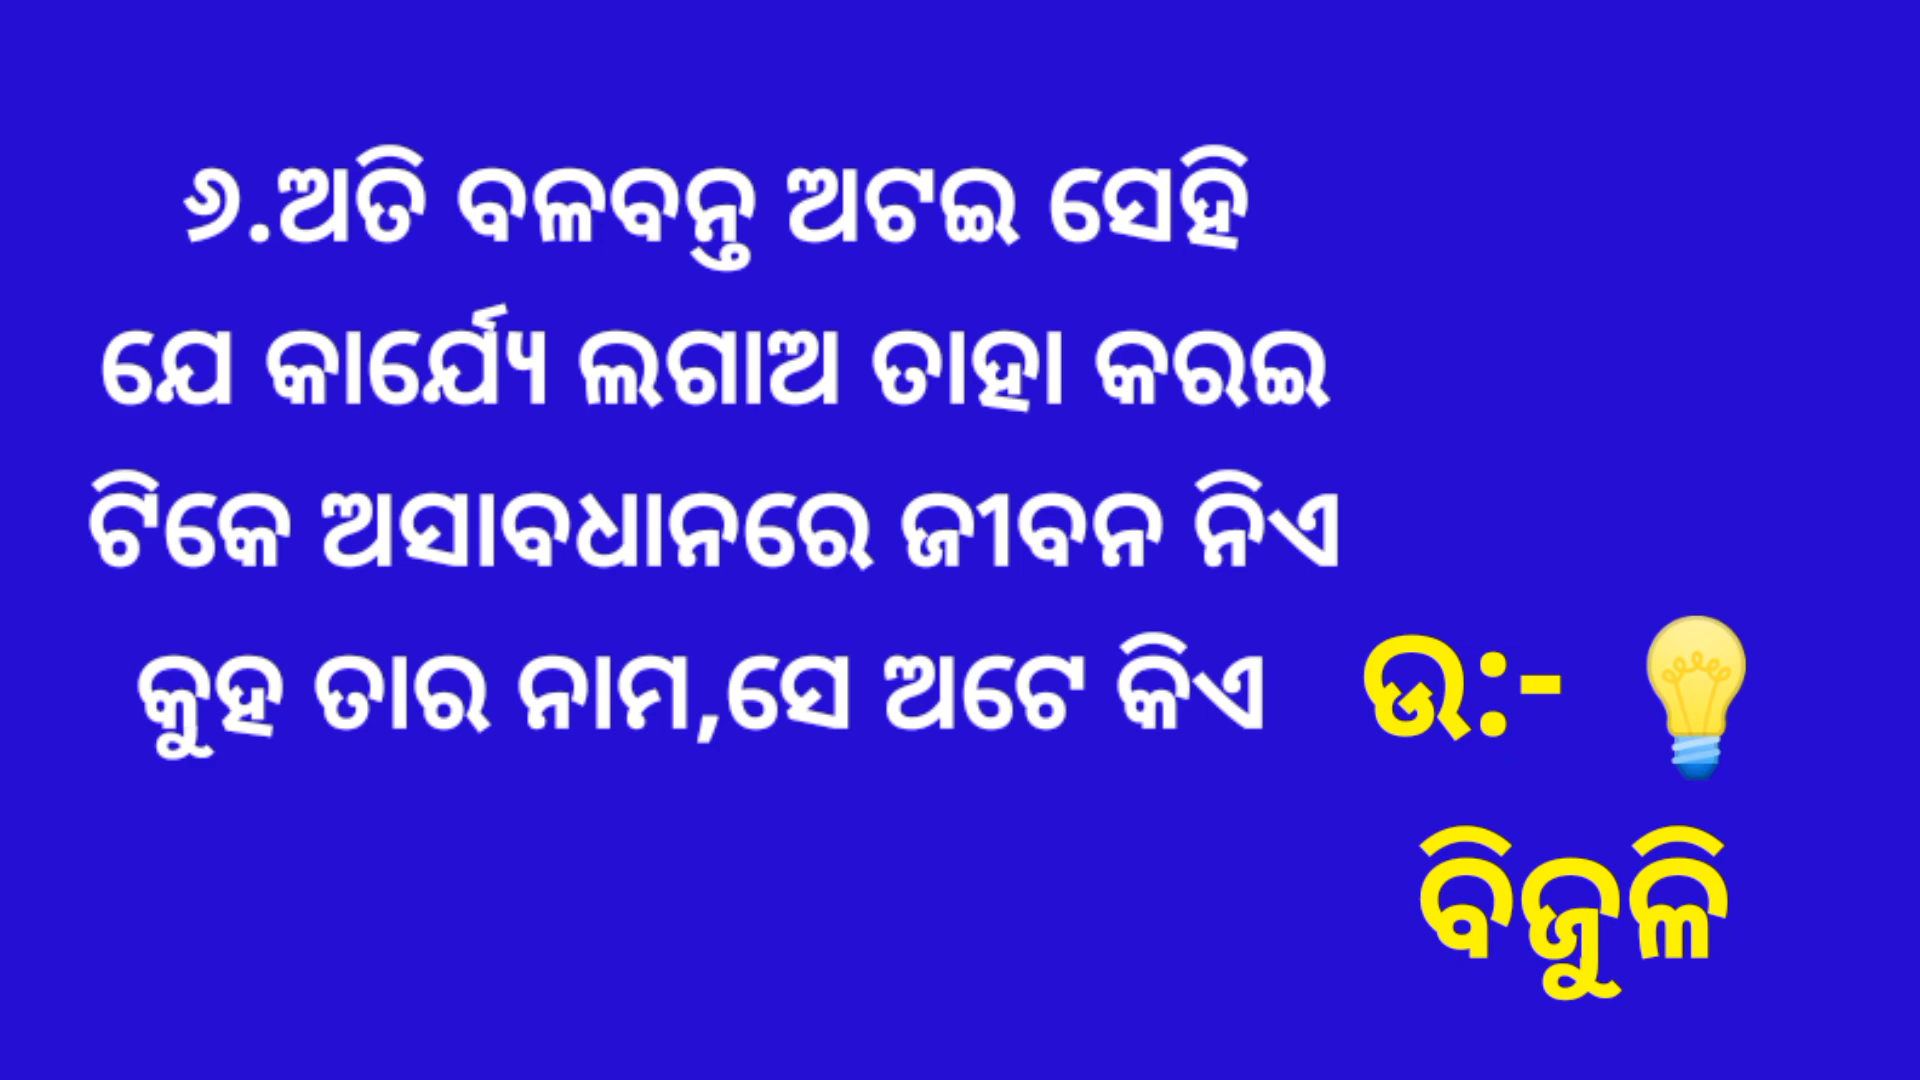 ୬.ଅତି ବଳବନ୍ତ ଅଟଇ ସେହି
ଯେ କାର୍ଯ୍ୟେ ଲଗାଅ ତାହା କରଇ
ଟିକେ ଅସାବଧାନରେ ଜୀବନ ନିଏ
କୁହ ତାର ନାମ,ସେ ଅଟେ କିଏ ଉ:-
ବିଜୁଳି